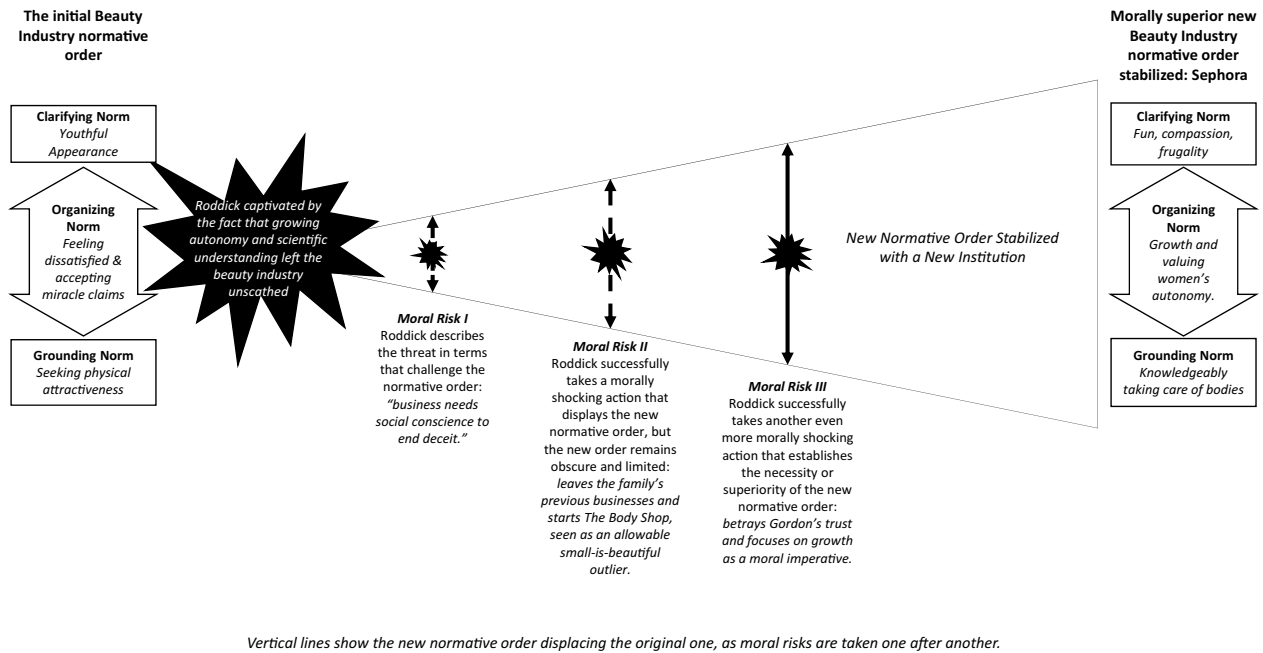 The initial Beauty
Industry normative
order
Clarifying Norm
Youthful
Appearance
Organizing
Norm
Feeling
dissatisfied &
accepting
miracle claims
Grounding Norm
Seeking physical
attractiveness
Roddick captivated by
the fact that growing
autonomy and scientific
understanding left the
beauty industry
unscathed
Moral Risk I
Roddick describes
the threat in terms
that challenge the
normative order:
“business needs
social conscience to
end deceit.”
Moral Risk II
Roddick successfully
takes a morally
shocking action that
displays the new
normative order, but
the new order remains
obscure and limited:
leaves the family’s
previous businesses and
starts The Body Shop,
seen as an allowable
small-is-beautiful
outlier.
Moral Risk III
Roddick successfully
takes another even
more morally shocking
action that establishes
the necessity or
superiority of the new
normative order:
betrays Gordon’s trust
and focuses on growth
as a moral imperative.
New Normative Order Stabilized
with a New Institution
Morally superior new
Beauty Industry
normative order
stabilized: Sephora
Clarifying Norm
Fun, compassion,
frugality
Organizing
Norm
Growth and
valuing
women’s
autonomy.
Grounding Norm
Knowledgeably
taking care of bodies
Vertical lines show the new normative order displacing the original one, as moral risks are taken one after another.